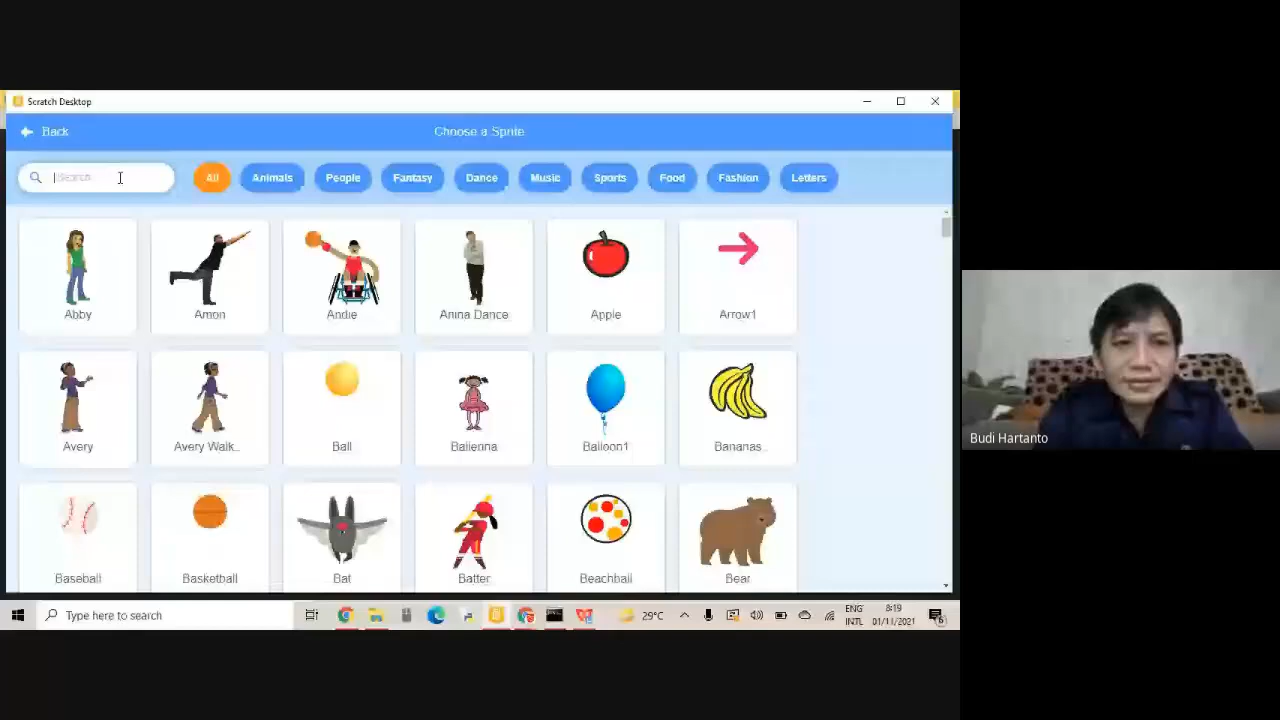 Scratch Desktop
Back
Choose a Sprite
Search
All
Animals
People
Fantasy
Dance
Music
Sports
Food
Fashion
Letters
Abby
Amon
Andie
Anina Dance
Apple
Arrow1
Avery
Avery Walk..
Ball
Ballerina
Balloon1
Bananas
Baseball
Basketball
Bat
Batter
Beachball
Bear
Budi Hartanto
Type here to search
29°C
ENG
INTL
8:19
01/11/2021